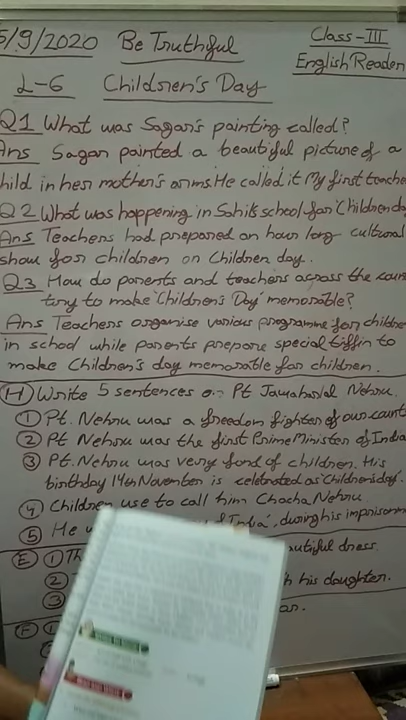 5/9/2020 Be Truthful Class-III
English Reader
L-6 Children's Day
Q1 What was Sagar's painting called?
Ans Sagar painted a beautiful picture of a
hild in her mother's arms. He called it My first teache
Q2 What was happening in Sahil's school for 'Children da
Ans Teachers had prepared an hour long cultural
show for children on Children day.
Q3 How do parents and teachers across the coun
try to make 'Children's Day' memorable?
Ans Teachers organise various programme for childre
in school while parents prepare special tiffin to
make Children's day memorable for children.
(H) Write 5 sentences on Pt Jawaharlal Nehru.
① Pt. Nehru was a freedom fighter of our count
② Pt Nehru was the first Prime Minister of India
③ Pt. Nehru was very fond of children. His
birthday 14th November is celebrated as 'Children's day'.
④ Children use to call him Chacha Nehru
⑤ He of India', during his imprisonm
(E) ① Th autiful dress.
② h his daughter.
③
(F) ①